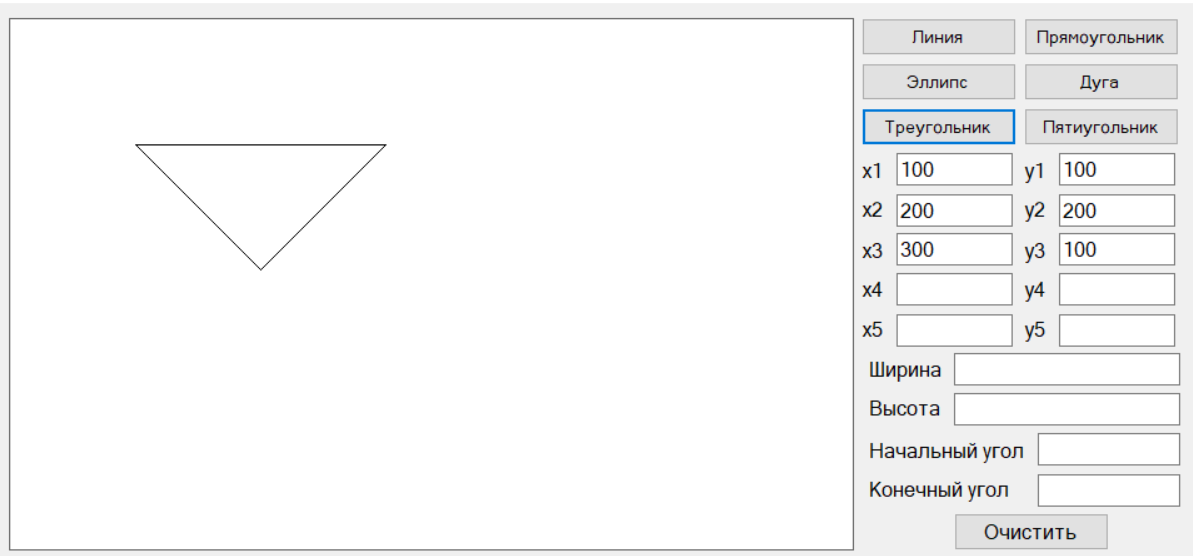 Линия Прямоугольник
Эллипс Дуга
Треугольник Пятиугольник
x1 100 y1 100
x2 200 y2 200
x3 300 y3 100
x4 y4
x5 y5
Ширина
Высота
Начальный угол
Конечный угол
Очистить